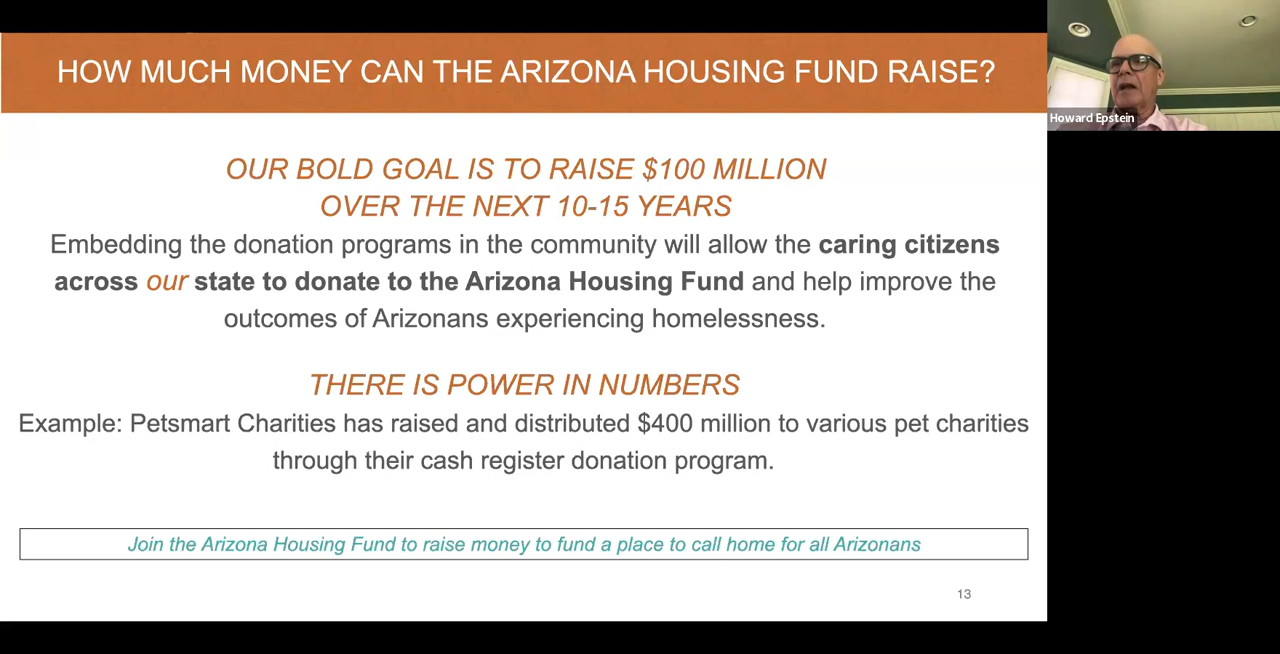 HOW MUCH MONEY CAN THE ARIZONA HOUSING FUND RAISE?
Howard Epstein
OUR BOLD GOAL IS TO RAISE $100 MILLION
OVER THE NEXT 10-15 YEARS
Embedding the donation programs in the community will allow the caring citizens
across our state to donate to the Arizona Housing Fund and help improve the
outcomes of Arizonans experiencing homelessness.
THERE IS POWER IN NUMBERS
Example: Petsmart Charities has raised and distributed $400 million to various pet charities
through their cash register donation program.
Join the Arizona Housing Fund to raise money to fund a place to call home for all Arizonans
13